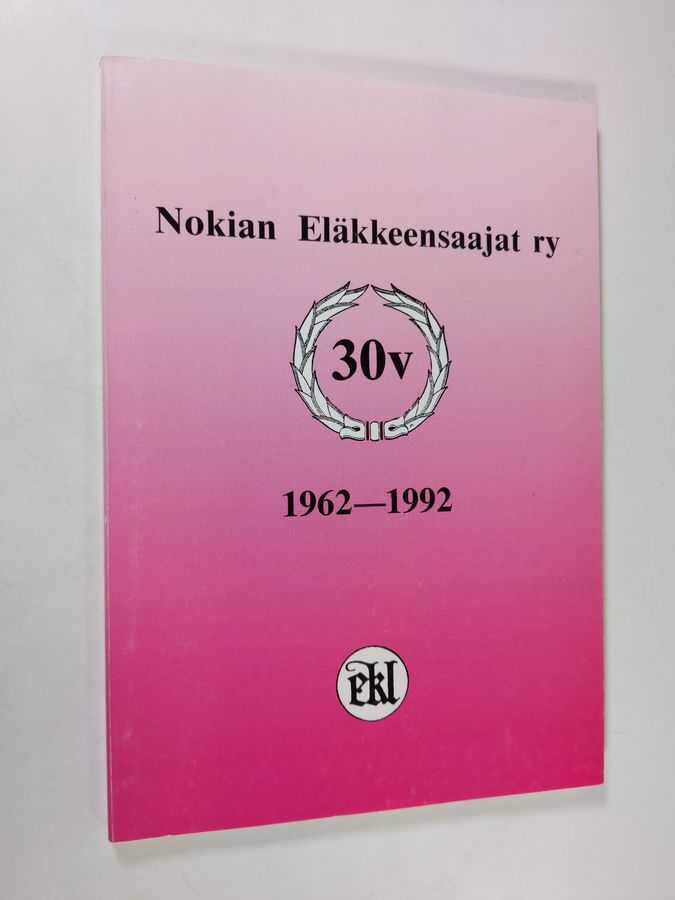 Nokian Eläkkeensaajat ry
30v
1962—1992
ekl